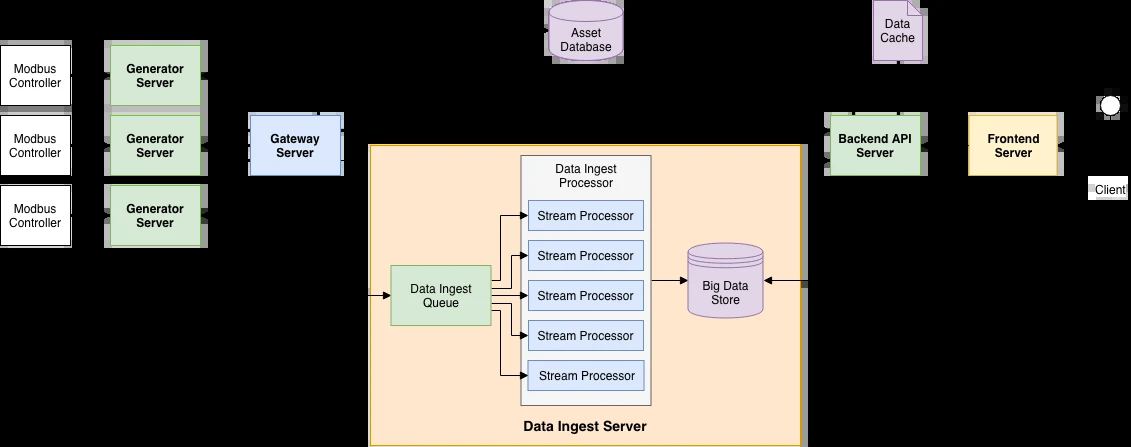 Asset
Database
Data
Cache
Modbus
Controller
Generator
Server
Modbus
Controller
Generator
Server
Gateway
Server
Backend API
Server
Frontend
Server
Modbus
Controller
Generator
Server
Client
Data Ingest
Processor
Stream Processor
Stream Processor
Stream Processor
Stream Processor
Stream Processor
Data Ingest
Queue
Big Data
Store
Data Ingest Server